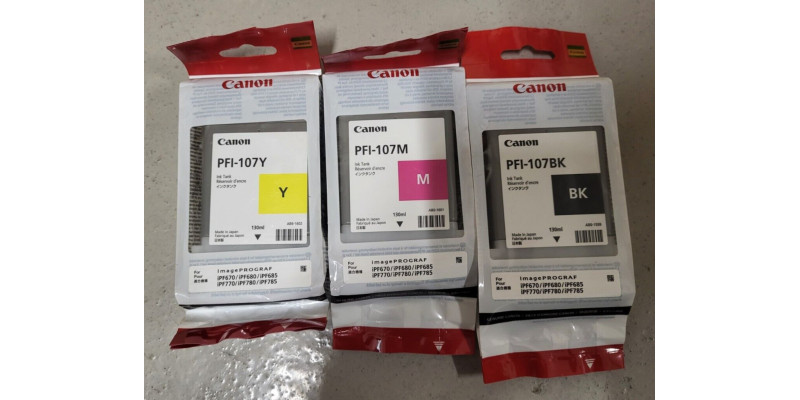 Canon
Canon
PFI-107Y
Ink Tank
Réservoir d'encre
インクタンク
Y
130ml
Made in Japan
Fabriqué au Japon
日本製
For
Pour
imagePROGRAF
iPF670/iPF680/iPF685
iPF770/iPF780/iPF785
Canon
Canon
PFI-107M
Ink Tank
Réservoir d'encre
インクタンク
M
130ml
Made in Japan
Fabriqué au Japon
日本製
For
Pour
imagePROGRAF
iPF670/iPF680/iPF685
iPF770/iPF780/iPF785
Canon
Canon
PFI-107BK
Ink Tank
Réservoir d'encre
インクタンク
BK
130ml
Made in Japan
Fabriqué au Japon
日本製
For
Pour
imagePROGRAF
iPF670/iPF680/iPF685
iPF770/iPF780/iPF785